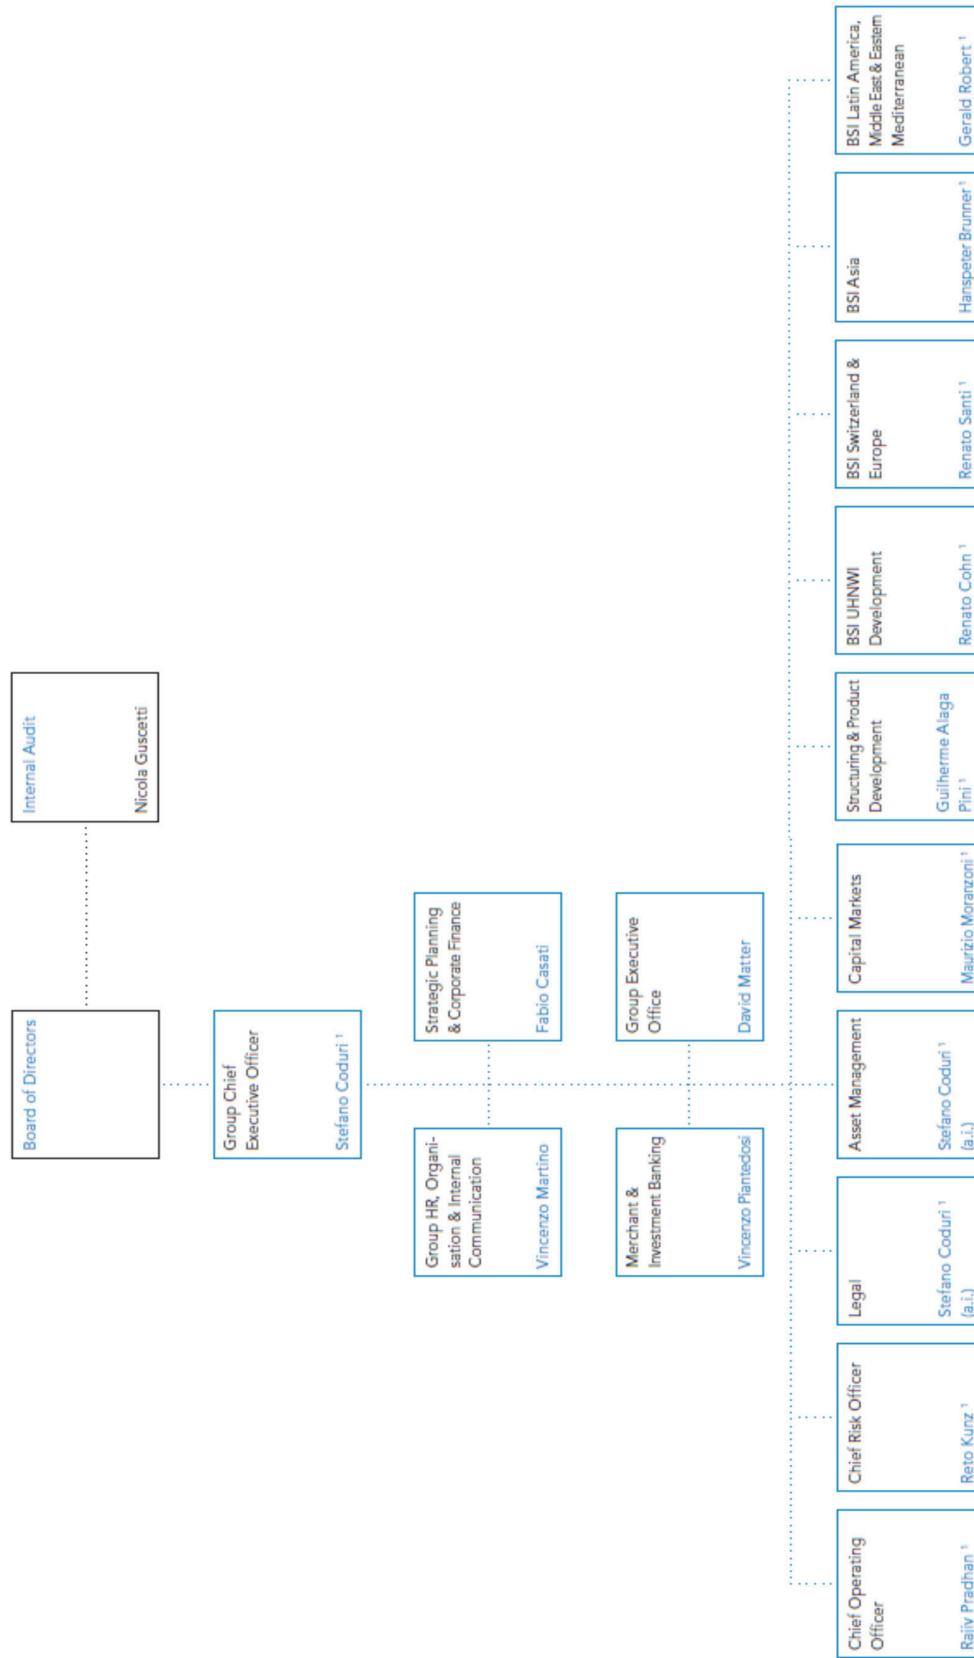 Board of Directors
Internal Audit
Nicola Guscetti
Group Chief
Executive Officer
Stefano Coduri ¹
Group HR, Organi-
sation & Internal
Communication
Vincenzo Martino
Strategic Planning
& Corporate Finance
Fabio Casati
Merchant &
Investment Banking
Vincenzo Piantedosi
Group Executive
Office
David Matter
Chief Operating
Officer
Rajiv Pradhan ¹
Chief Risk Officer
Reto Kunz ¹
Legal
Stefano Coduri ¹
(a.i.)
Asset Management
Stefano Coduri ¹
(a.i.)
Capital Markets
Maurizio Moranzoni ¹
Structuring & Product
Development
Guilherme Alaga
Pini ¹
BSI UHNWI
Development
Renato Cohn ¹
BSI Switzerland &
Europe
Renato Santi ¹
BSI Asia
Hanspeter Brunner ¹
BSI Latin America,
Middle East & Eastern
Mediterranean
Gerald Robert ¹